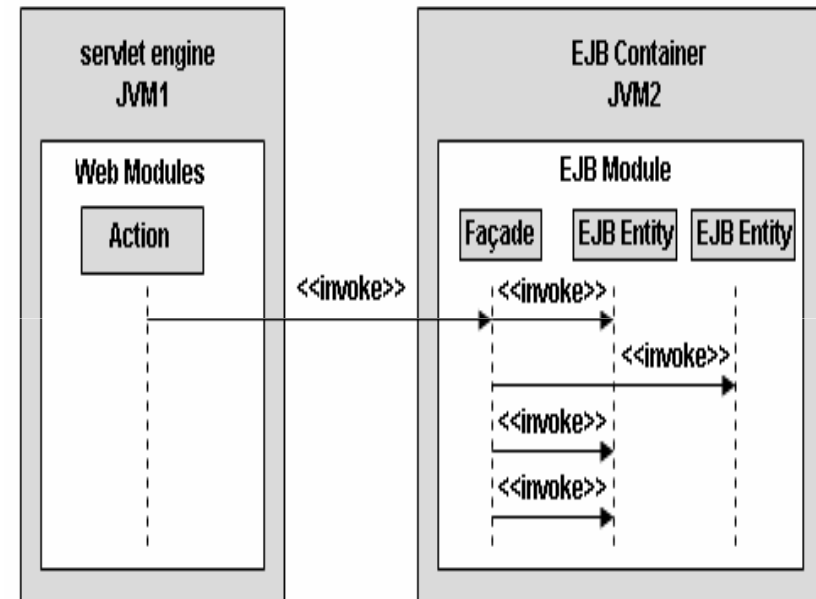 servlet engine
JVM1
Web Modules
Action
<<invoke>>
EJB Container
JVM2
EJB Module
Façade
EJB Entity
EJB Entity
<<invoke>>
<<invoke>>
<<invoke>>
<<invoke>>